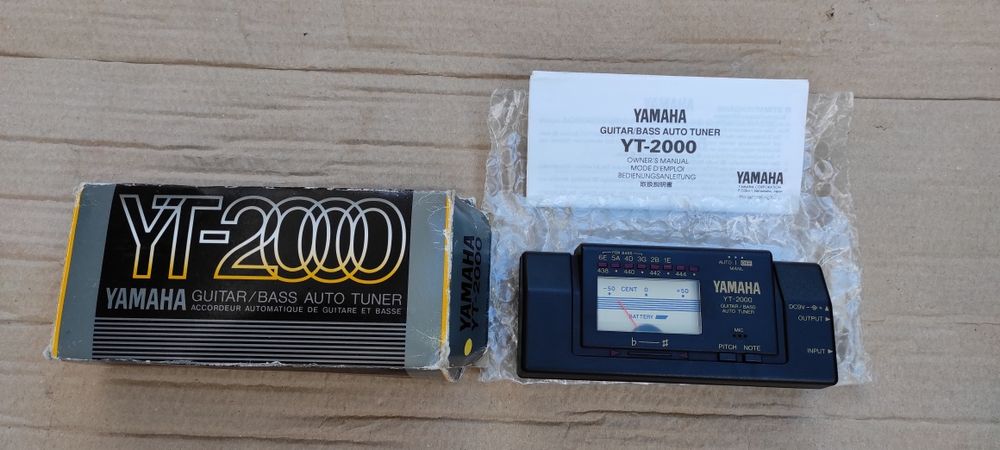 YT-2000
YAMAHA GUITAR/BASS AUTO TUNER
ACCORDEUR AUTOMATIQUE DE GUITARE ET BASSE
YAMAHA
YT-2000
YAMAHA
GUITAR/BASS AUTO TUNER
YT-2000
OWNER'S MANUAL
MODE D'EMPLOI
BEDIENUNGSANLEITUNG
取扱説明書
YAMAHA
YAMAHA CORPORATION
FOR BASS
6E 5A 4D 3G 2B 1E
438 440 442 444
AUTO OFF
MANU.
-50 CENT 0 +50
BATTERY
b ♯
YAMAHA
YT-2000
GUITAR/BASS
AUTO TUNER
MIC
PITCH NOTE
DC9V
OUTPUT
INPUT